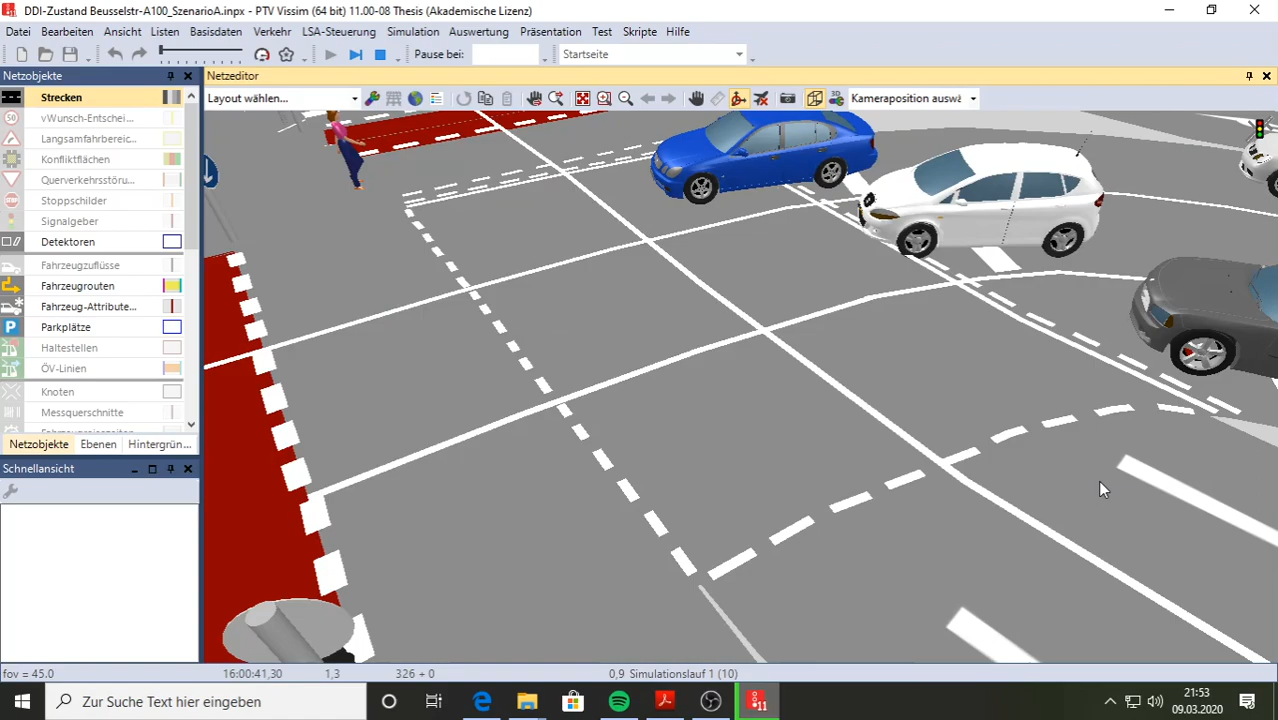 DDI-Zustand Beusselstr-A100_SzenarioA.inpx - PTV Vissim (64 bit) 11.00-08 Thesis (Akademische Lizenz)
Datei Bearbeiten Ansicht Listen Basisdaten Verkehr LSA-Steuerung Simulation Auswertung Präsentation Test Skripte Hilfe
Pause bei: Startseite
Netzobjekte
Netzeditor
Layout wählen...
Kameraposition auswä
Strecken
vWunsch-Entschei...
Langsamfahrbereic...
Konfliktflächen
Querverkehrsstöru...
Stoppschilder
Signalgeber
Detektoren
Fahrzeugzuflüsse
Fahrzeugrouten
Fahrzeug-Attribute...
Parkplätze
Haltestellen
ÖV-Linien
Knoten
Messquerschnitte
Netzobjekte Ebenen Hintergrün...
Schnellansicht
fov = 45.0 16:00:41,30 1,3 326 + 0 0,9 Simulationslauf 1 (10)
Zur Suche Text hier eingeben
11
21:53
09.03.2020